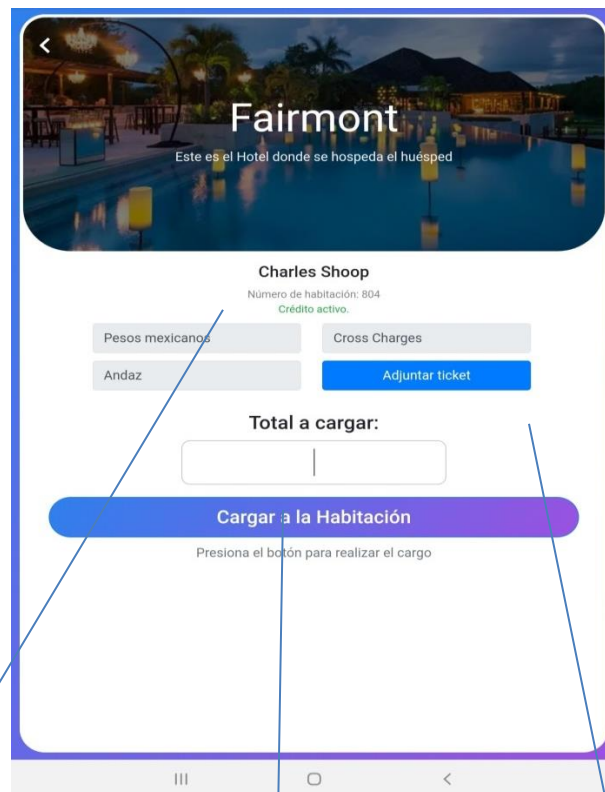 Fairmont
Este es el Hotel donde se hospeda el huésped
Charles Shoop
Número de habitación: 804
Crédito activo.
Pesos mexicanos
Cross Charges
Andaz
Adjuntar ticket
Total a cargar:
Cargar a la Habitación
Presiona el botón para realizar el cargo